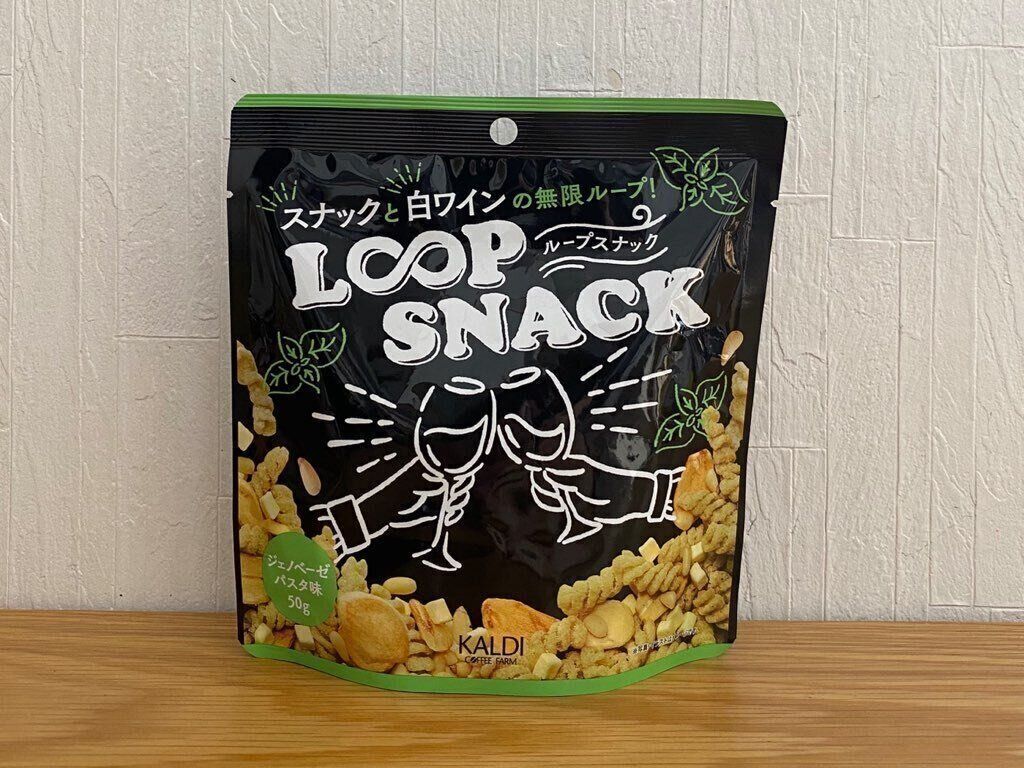 スナックと白ワインの無限ループ!
LOOP
ループスナック
SNACK
ジェノベーゼ
パスタ味
50g
KALDI
COFFEE FARM